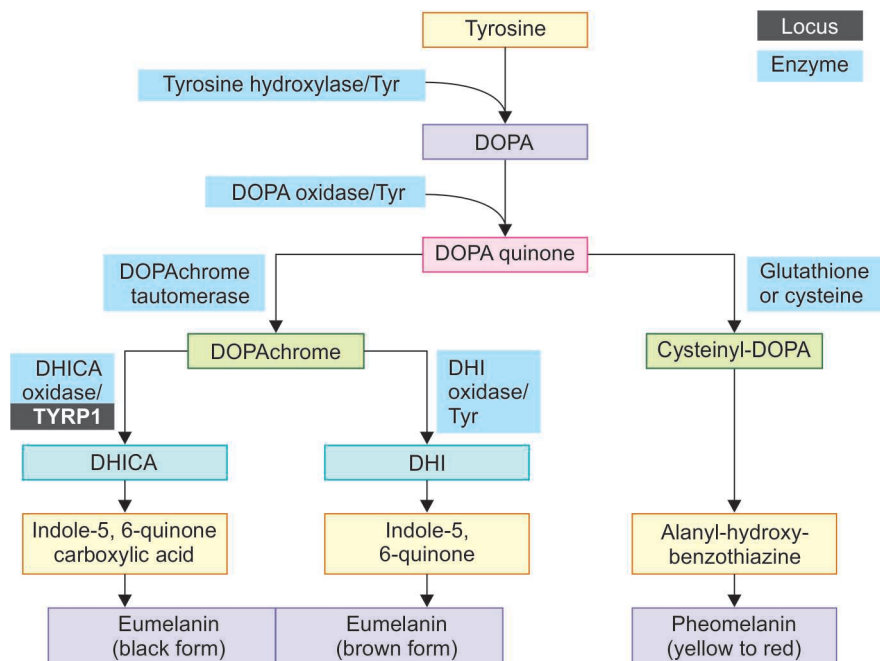 Tyrosine
Locus
Enzyme
Tyrosine hydroxylase/Tyr
DOPA
DOPA oxidase/Tyr
DOPA quinone
DOPAchrome
tautomerase
Glutathione
or cysteine
DOPAchrome
Cysteinyl-DOPA
DHICA
oxidase/
TYRP1
DHI
oxidase/
Tyr
DHICA
DHI
Indole-5, 6-quinone
carboxylic acid
Indole-5,
6-quinone
Alanyl-hydroxy-
benzothiazine
Eumelanin
(black form)
Eumelanin
(brown form)
Pheomelanin
(yellow to red)